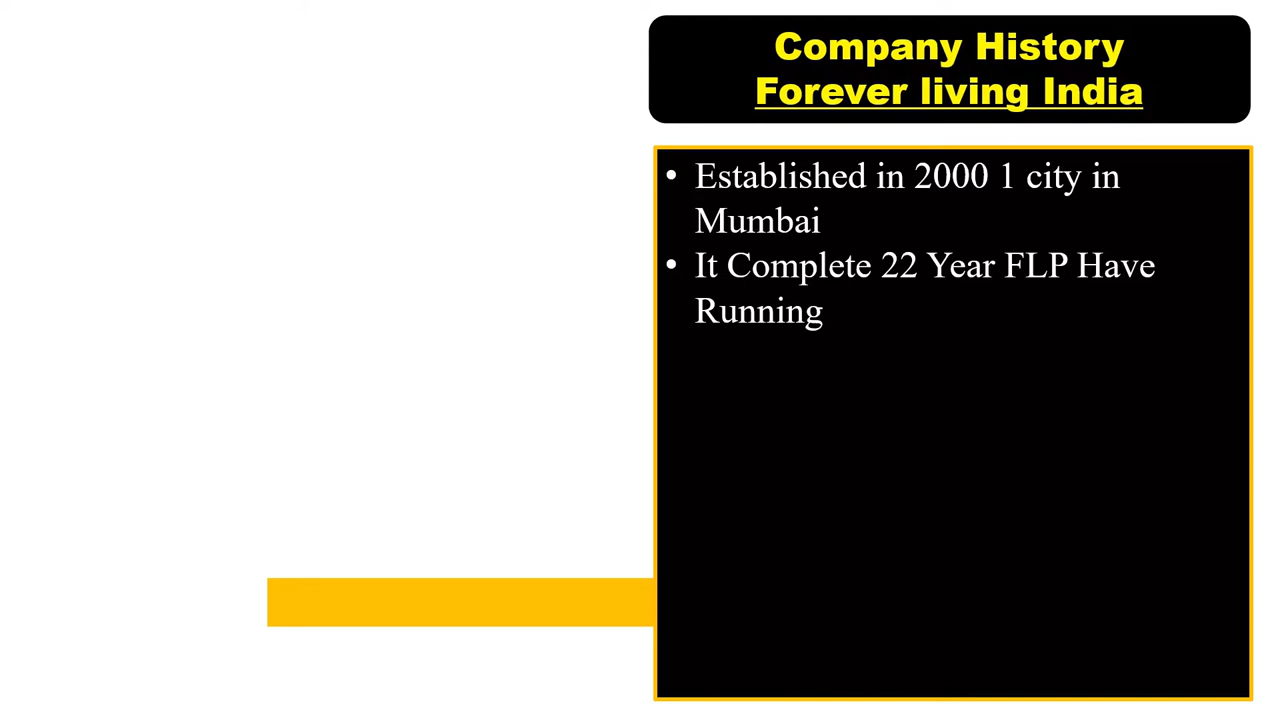 Company History
Forever living India
• Established in 2000 1 city in
Mumbai
• It Complete 22 Year FLP Have
Running